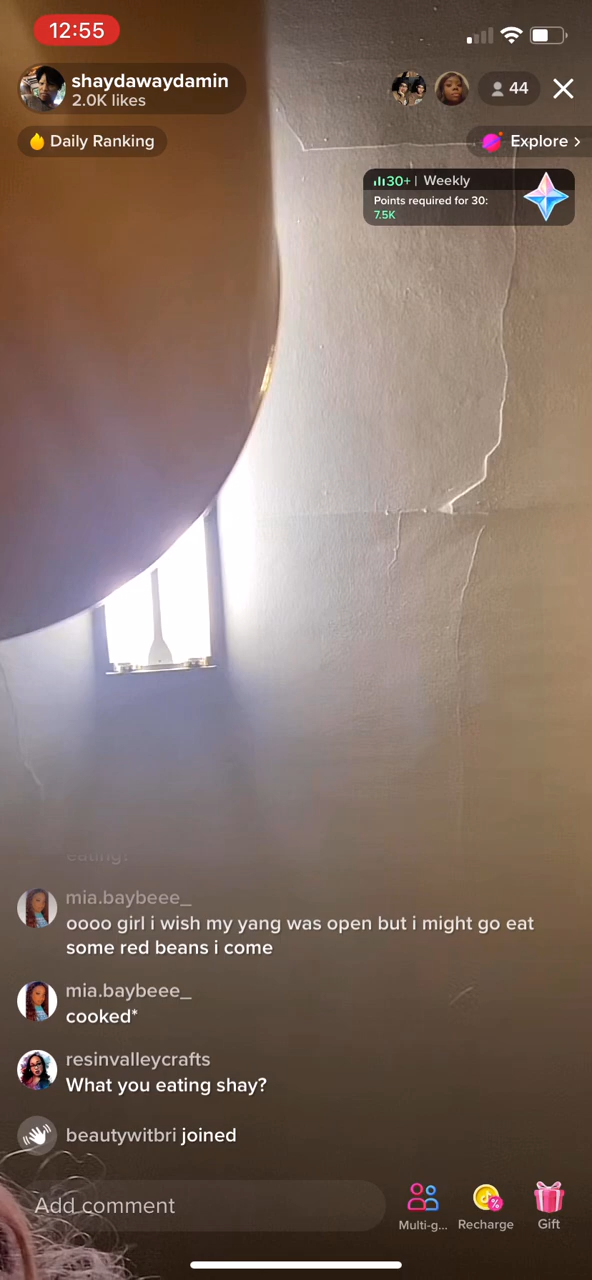 12:55
shaydawaydamin
2.0K likes
44
Daily Ranking
Explore >
30+ | Weekly
Points required for 30:
7.5K
eating?
mia.baybeee_
oooo girl i wish my yang was open but i might go eat
some red beans i come
mia.baybeee_
cooked*
resinvalleycrafts
What you eating shay?
beautywitbri joined
Add comment
Multi-g...
Recharge
Gift